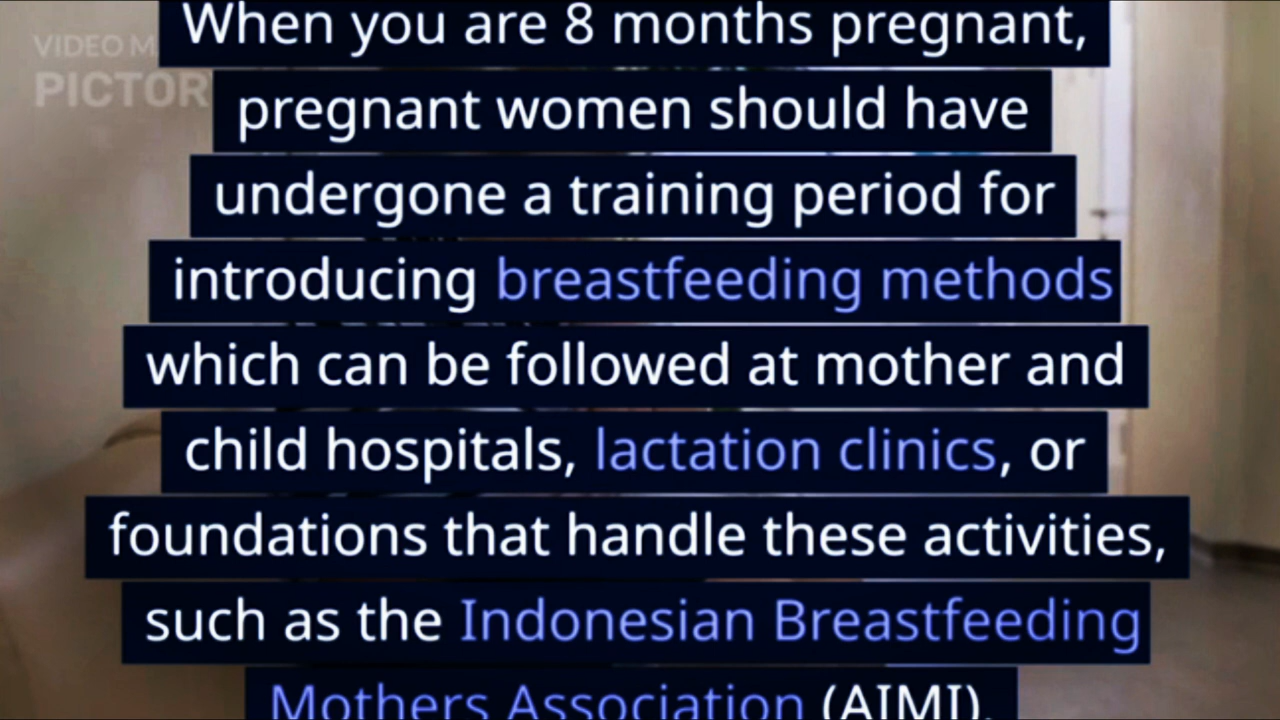 VIDEO M
PICTOR
When you are 8 months pregnant,
pregnant women should have
undergone a training period for
introducing breastfeeding methods
which can be followed at mother and
child hospitals, lactation clinics, or
foundations that handle these activities,
such as the Indonesian Breastfeeding
Mothers Association (AIMI).